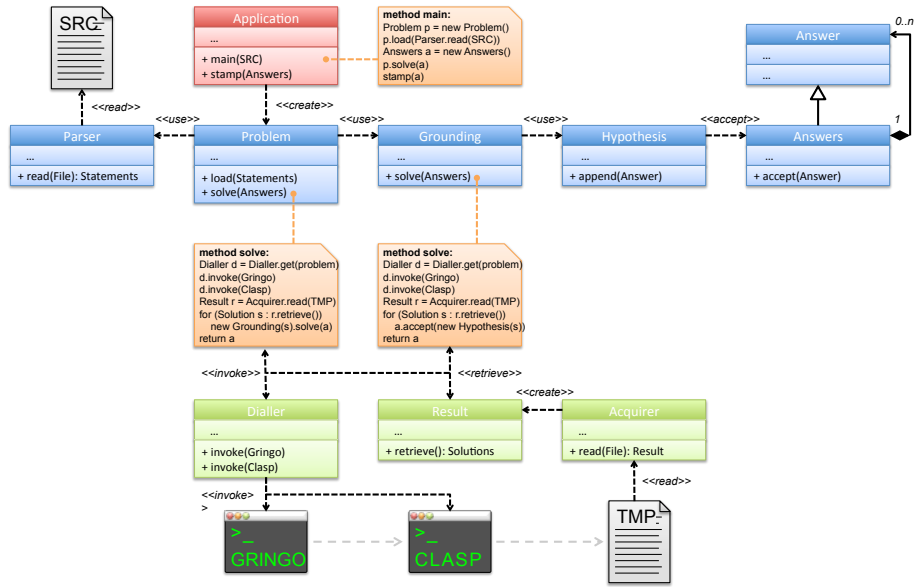 SRC
Application
...
+ main(SRC)
+ stamp(Answers)
method main:
Problem p = new Problem()
p.load(Parser.read(SRC))
Answers a = new Answers()
p.solve(a)
stamp(a)
Answer
...
...
0..n
1
<<read>>
<<create>>
<<use>>
<<use>>
<<use>>
<<accept>>
Parser
...
+ read(File): Statements
Problem
...
+ load(Statements)
+ solve(Answers)
Grounding
...
+ solve(Answers)
Hypothesis
...
+ append(Answer)
Answers
...
+ accept(Answer)
method solve:
Dialler d = Dialler.get(problem)
d.invoke(Gringo)
d.invoke(Clasp)
Result r = Acquirer.read(TMP)
for (Solution s : r.retrieve())
new Grounding(s).solve(a)
return a
method solve:
Dialler d = Dialler.get(problem)
d.invoke(Gringo)
d.invoke(Clasp)
Result r = Acquirer.read(TMP)
for (Solution s : r.retrieve())
a.accept(new Hypothesis(s))
return a
<<invoke>>
<<retrieve>>
<<create>>
Dialler
...
+ invoke(Gringo)
+ invoke(Clasp)
Result
...
+ retrieve(): Solutions
Acquirer
...
+ read(File): Result
<<invoke>
>
<<read>>
>_
GRINGO
>_
CLASP
TMP